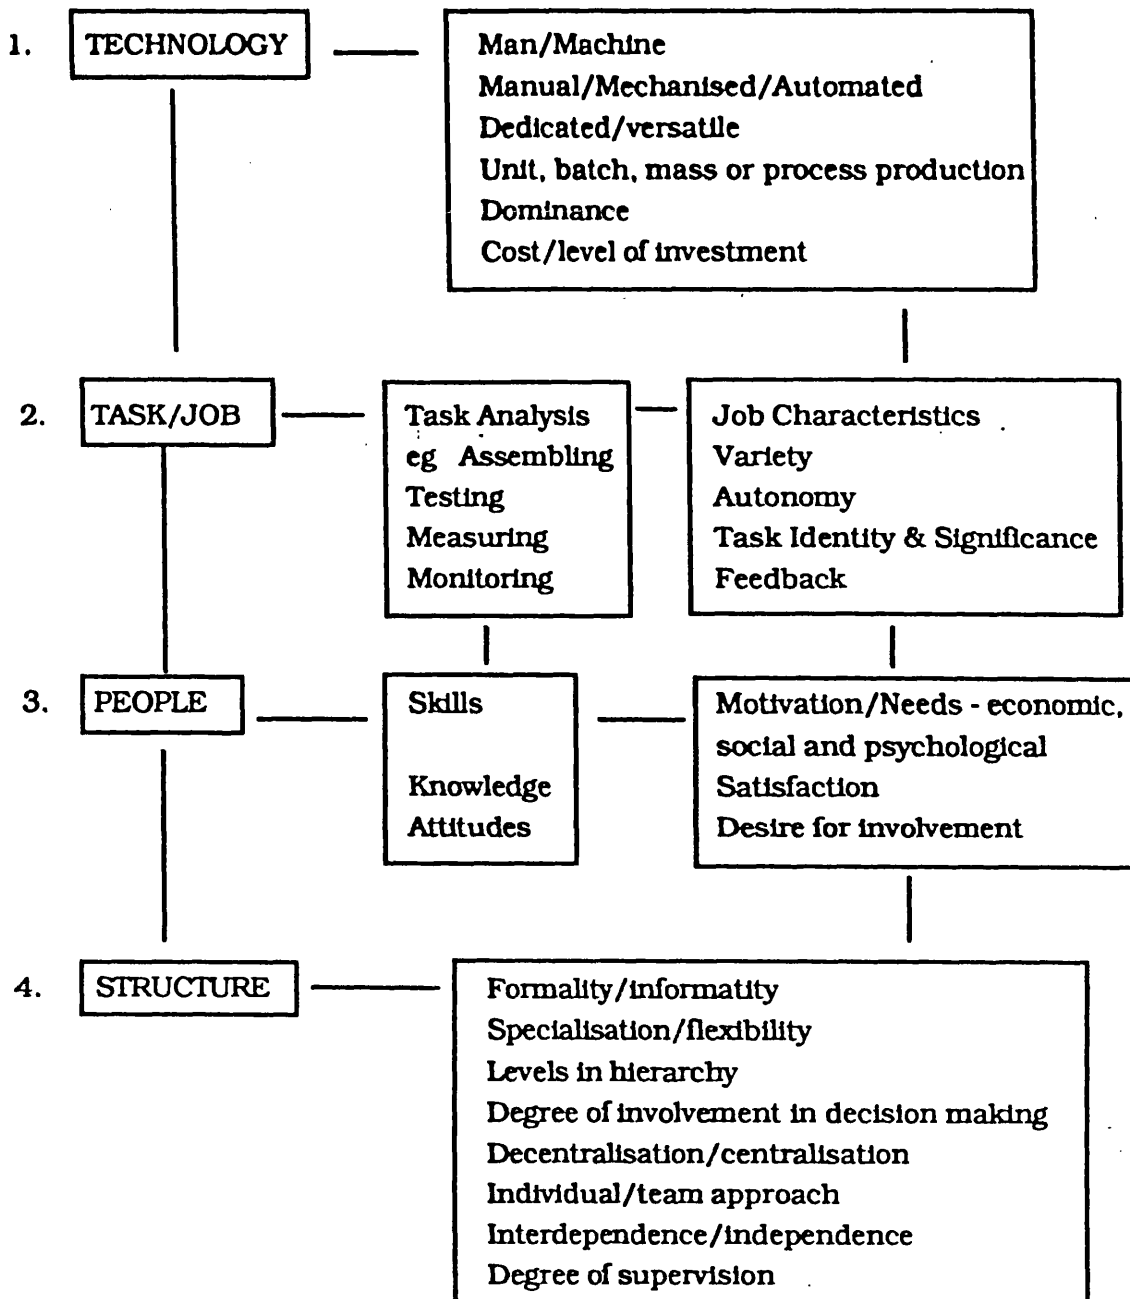 1. TECHNOLOGY
Man/Machine
Manual/Mechanised/Automated
Dedicated/versatile
Unit, batch, mass or process production
Dominance
Cost/level of investment
2. TASK/JOB
Task Analysis
eg Assembling
Testing
Measuring
Monitoring
Job Characteristics
Variety
Autonomy
Task Identity & Significance
Feedback
3. PEOPLE
Skills
Knowledge
Attitudes
Motivation/Needs - economic,
social and psychological
Satisfaction
Desire for involvement
4. STRUCTURE
Formality/informatity
Specialisation/flexibility
Levels in hierarchy
Degree of involvement in decision making
Decentralisation/centralisation
Individual/team approach
Interdependence/independence
Degree of supervision